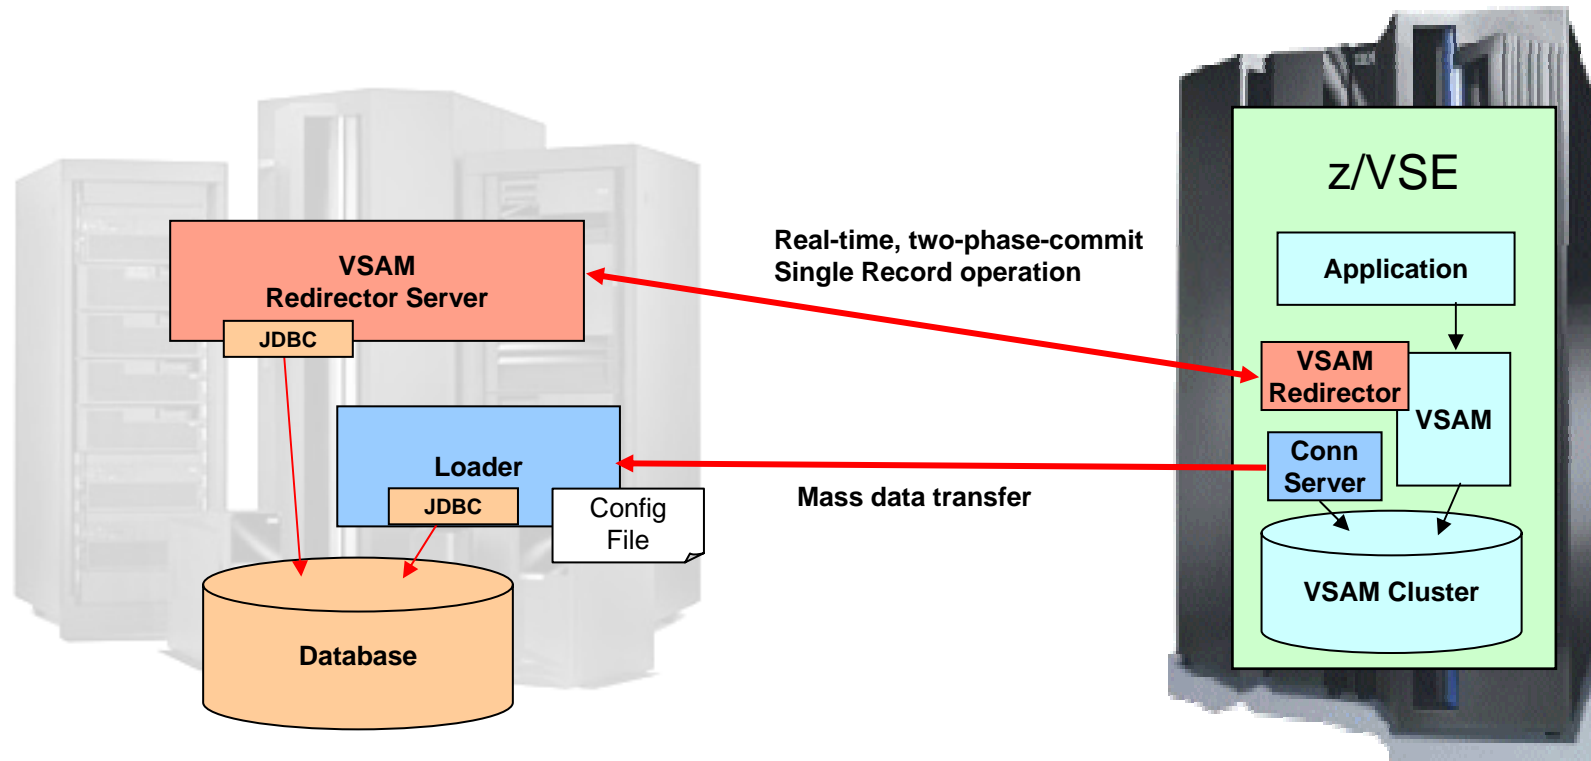 z/VSE
VSAM
Redirector Server
JDBC
Real-time, two-phase-commit
Single Record operation
Application
VSAM
Redirector
VSAM
Loader
JDBC
Config
File
Mass data transfer
Conn
Server
VSAM Cluster
Database